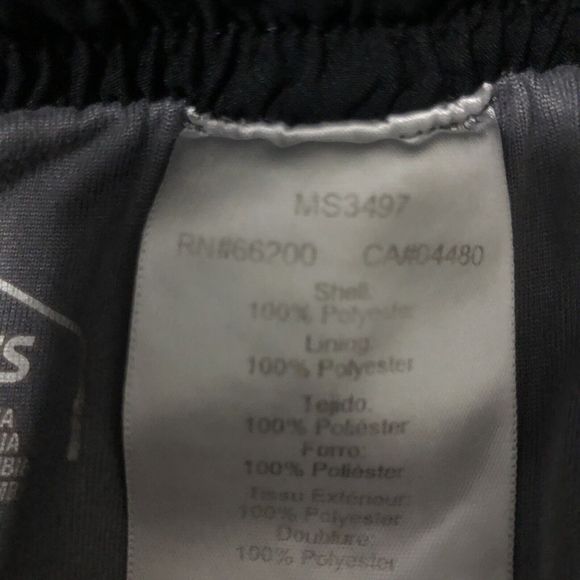 MS3497
RN#66200 CA#04480
Shell:
100% Polyester
Lining:
100% Polyester
Tejido:
100% Poliéster
Forro:
100% Poliéster
Tissu Extérieur:
100% Polyester
Doublure:
100% Polyester